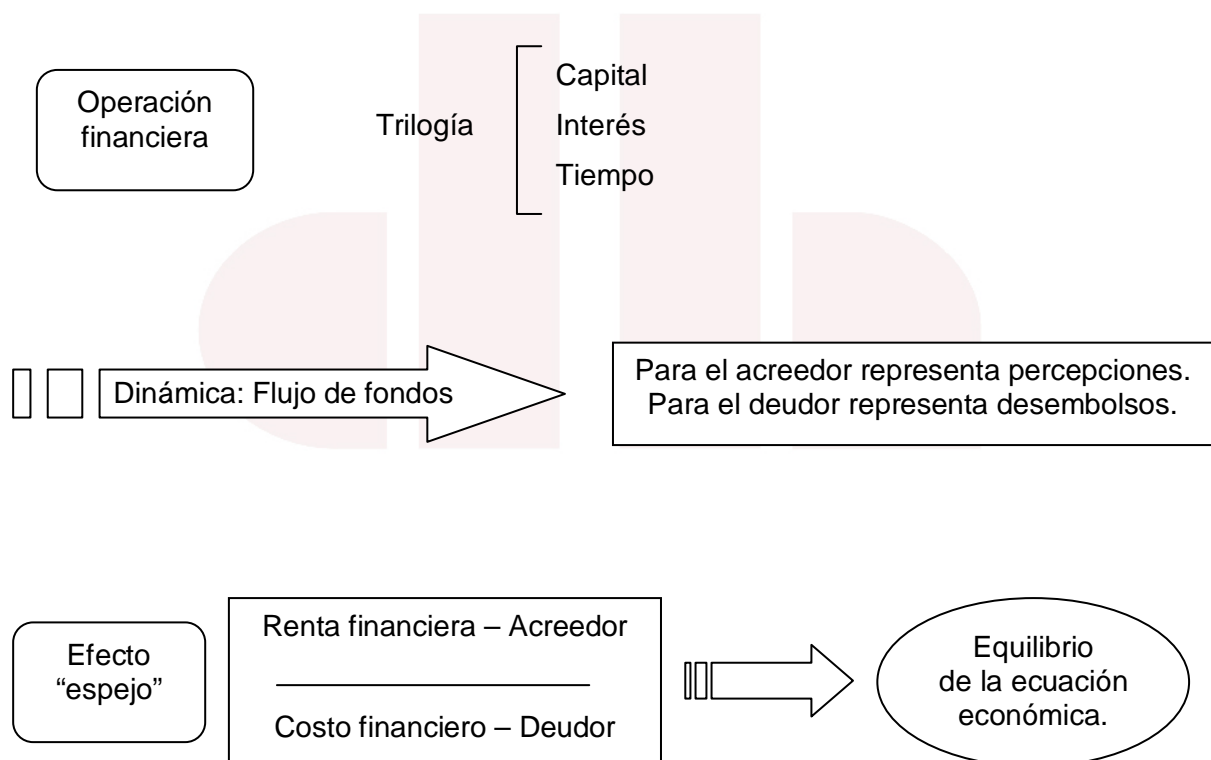 Operación
financiera
Trilogía
Capital
Interés
Tiempo
Dinámica: Flujo de fondos
Para el acreedor representa percepciones.
Para el deudor representa desembolsos.
Efecto
“espejo”
Renta financiera – Acreedor
Costo financiero – Deudor
Equilibrio
de la ecuación
económica.